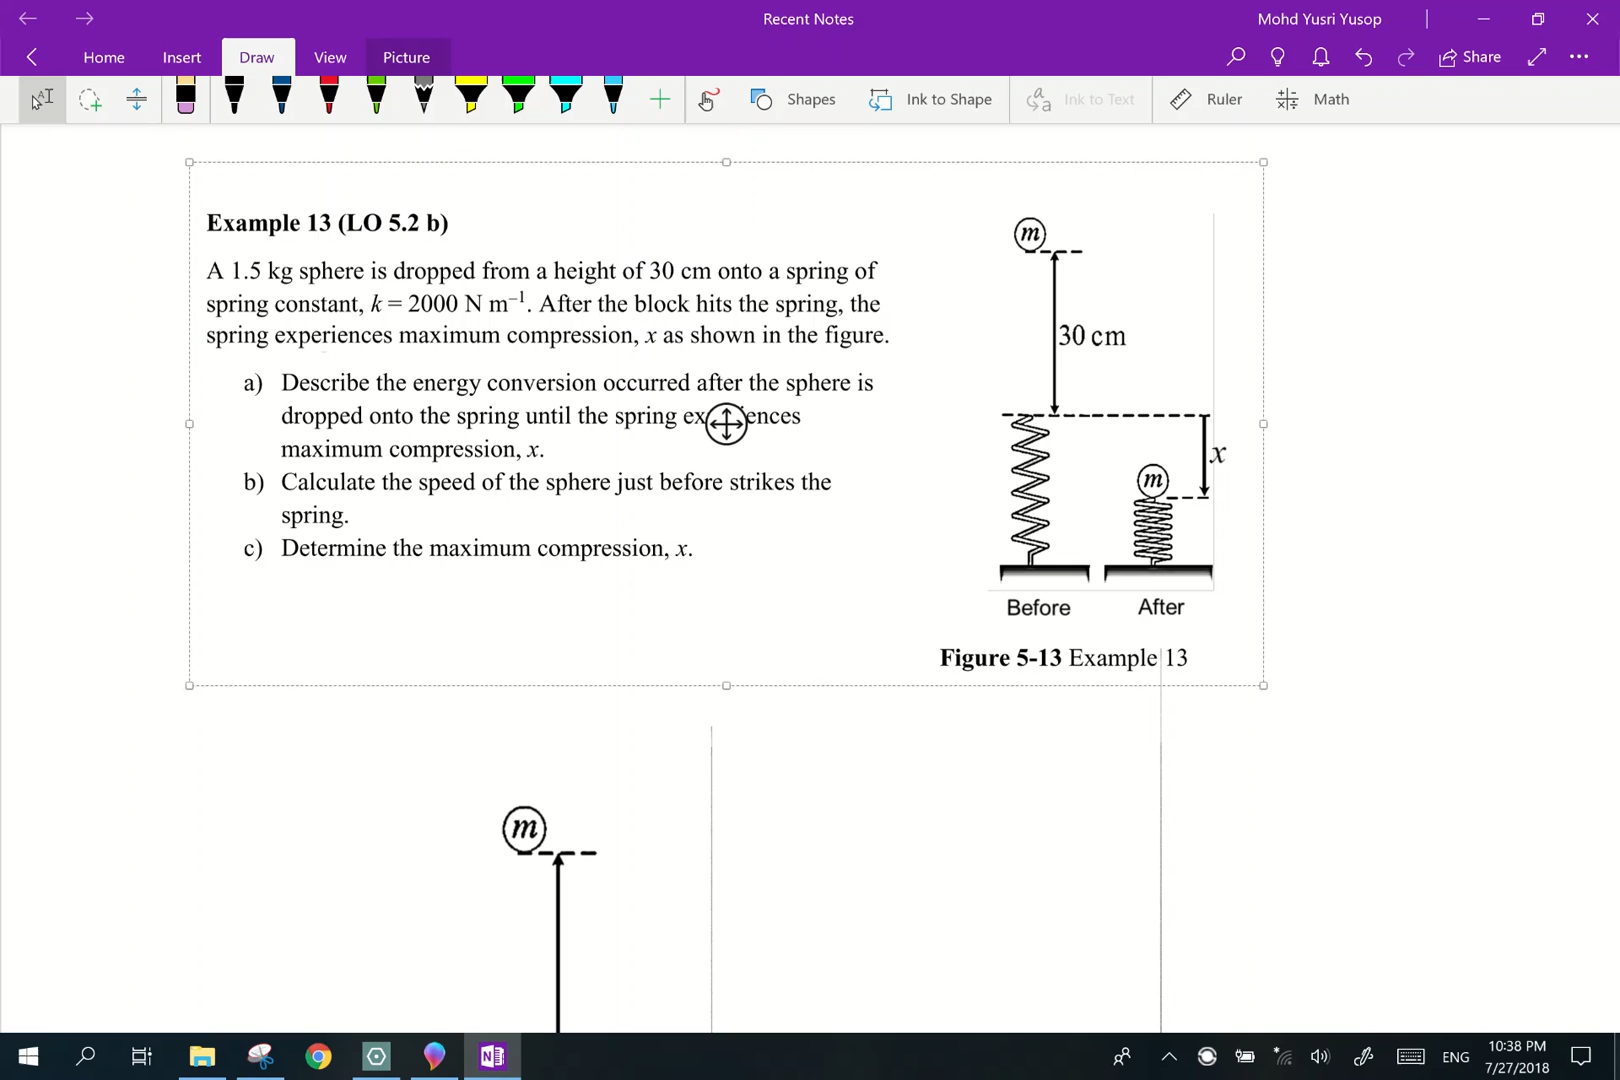 Recent Notes
Mohd Yusri Yusop
Home Insert Draw View Picture
Share
Shapes Ink to Shape Ink to Text Ruler Math
Example 13 (LO 5.2 b)
A 1.5 kg sphere is dropped from a height of 30 cm onto a spring of
spring constant, k = 2000 N m⁻¹. After the block hits the spring, the
spring experiences maximum compression, x as shown in the figure.
a) Describe the energy conversion occurred after the sphere is
dropped onto the spring until the spring ex ences
maximum compression, x.
b) Calculate the speed of the sphere just before strikes the
spring.
c) Determine the maximum compression, x.
m
30 cm
x
m
Before After
Figure 5-13 Example 13
m
ENG
10:38 PM
7/27/2018